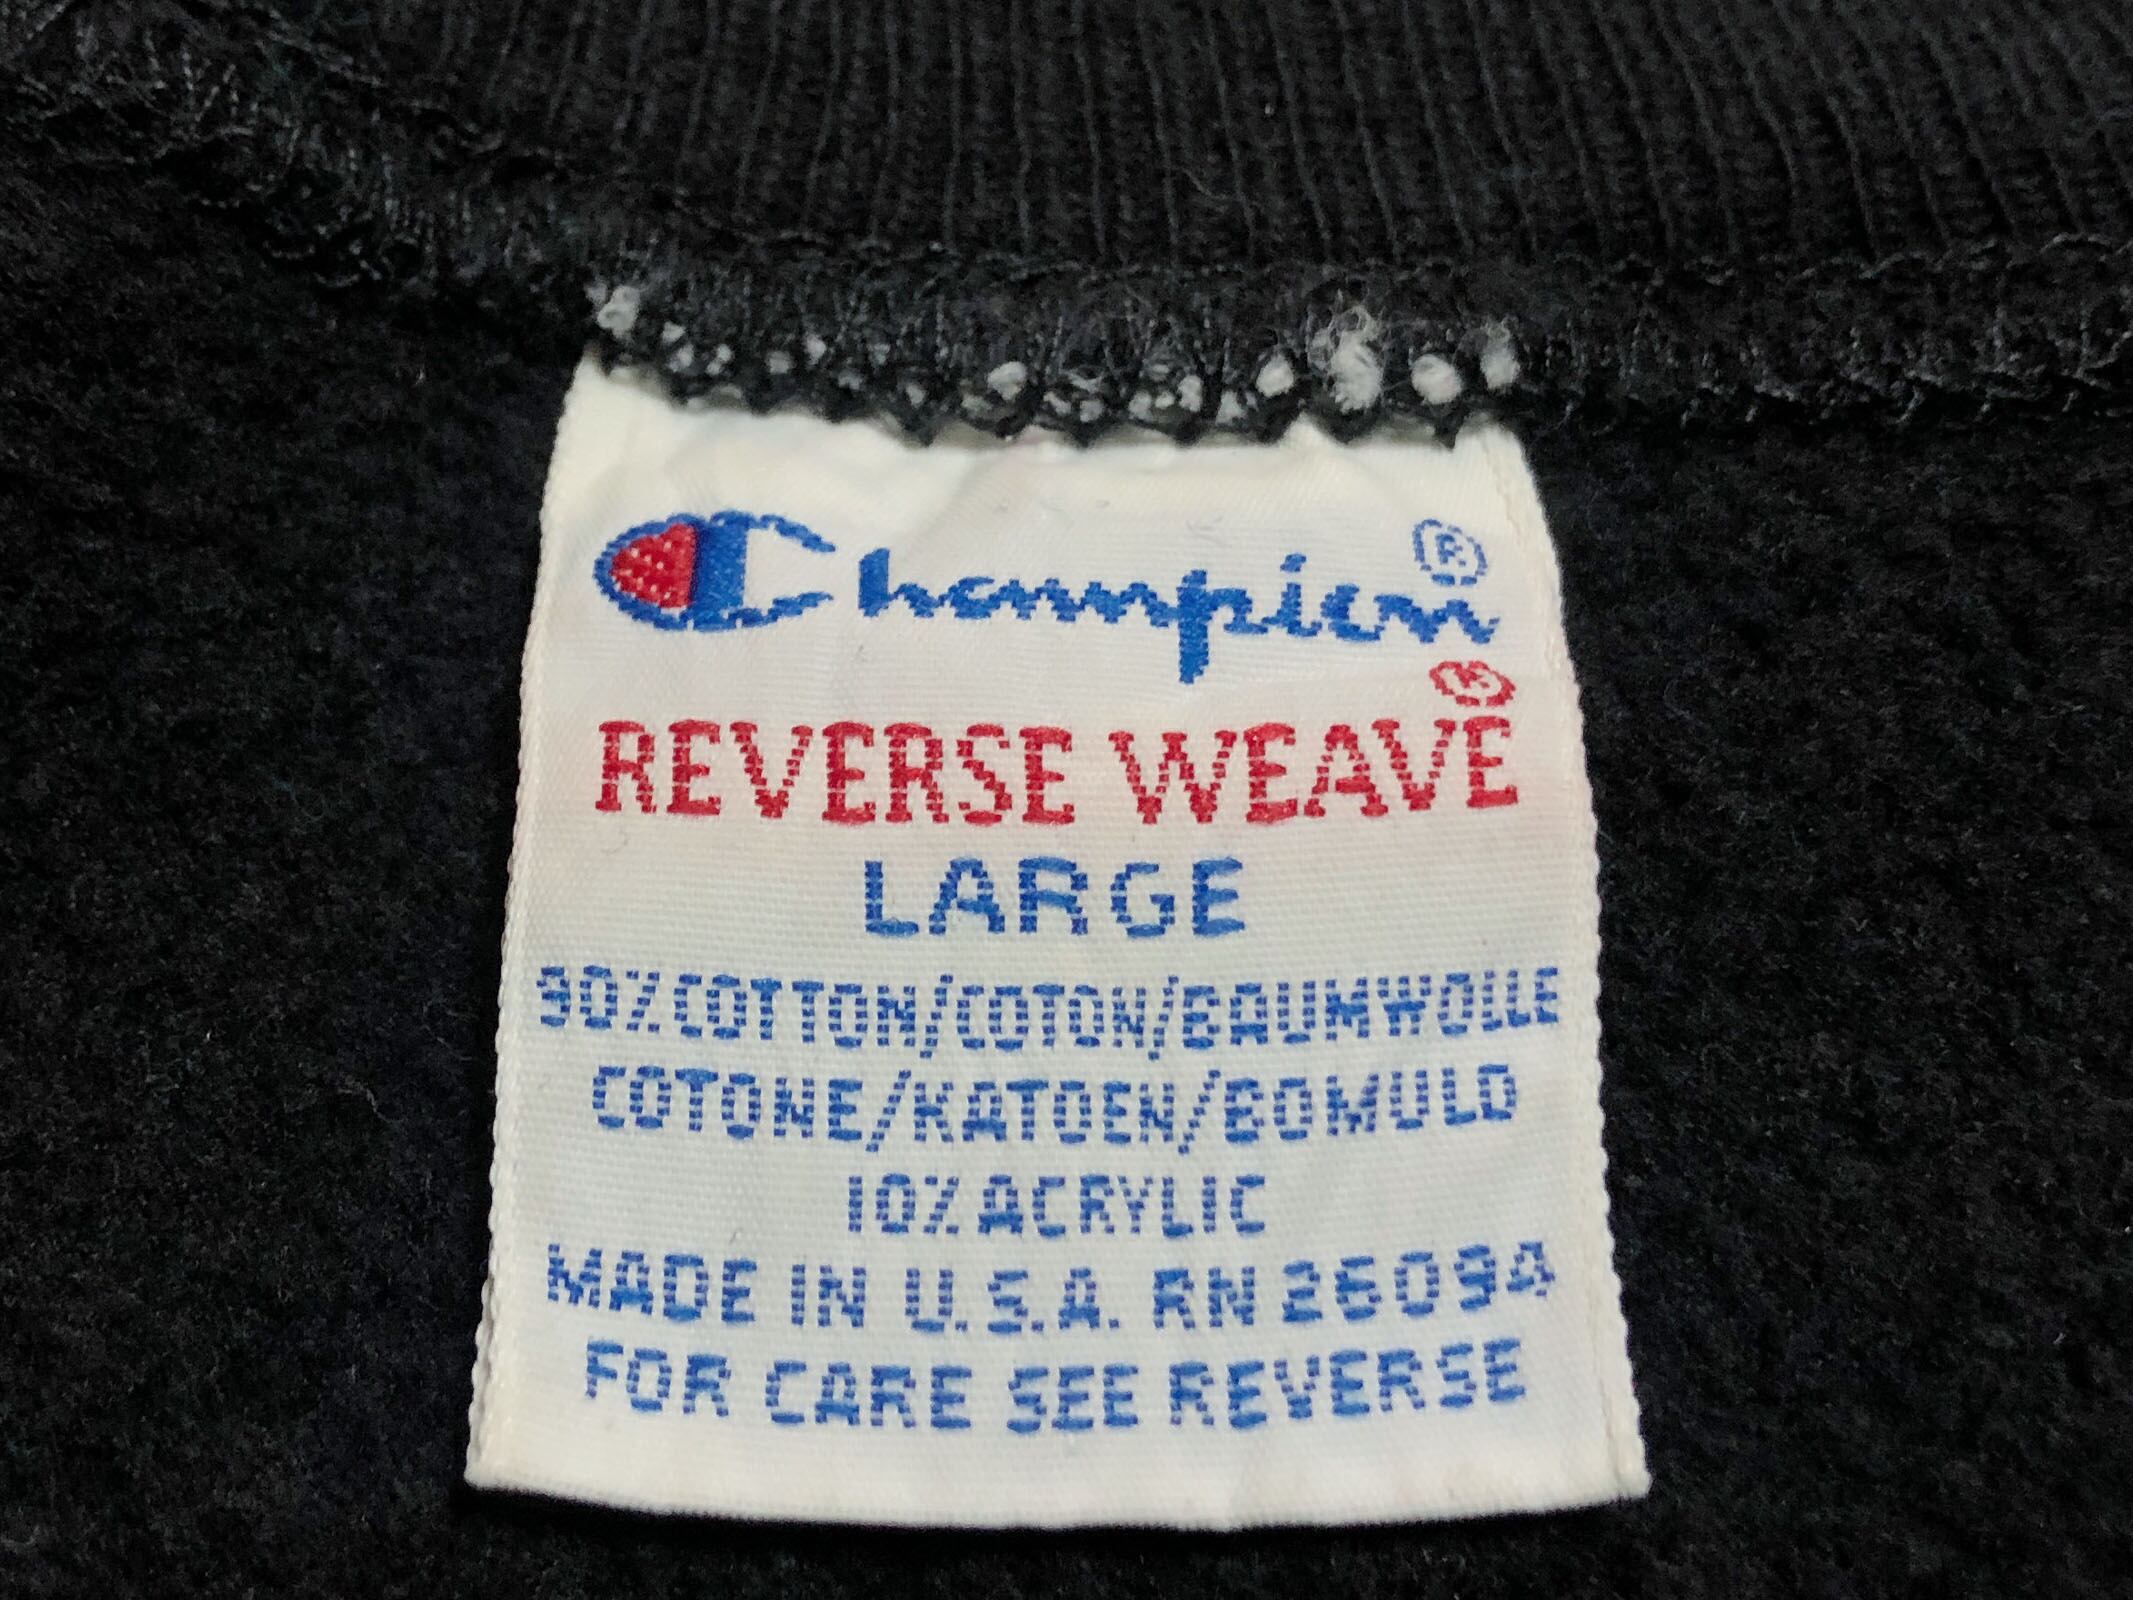 Champion®
REVERSE WEAVE®
LARGE
90% COTTON/COTON/BAUMWOLLE
COTONE/KATOEN/BOMULD
10% ACRYLIC
MADE IN U.S.A. RN 26094
FOR CARE SEE REVERSE